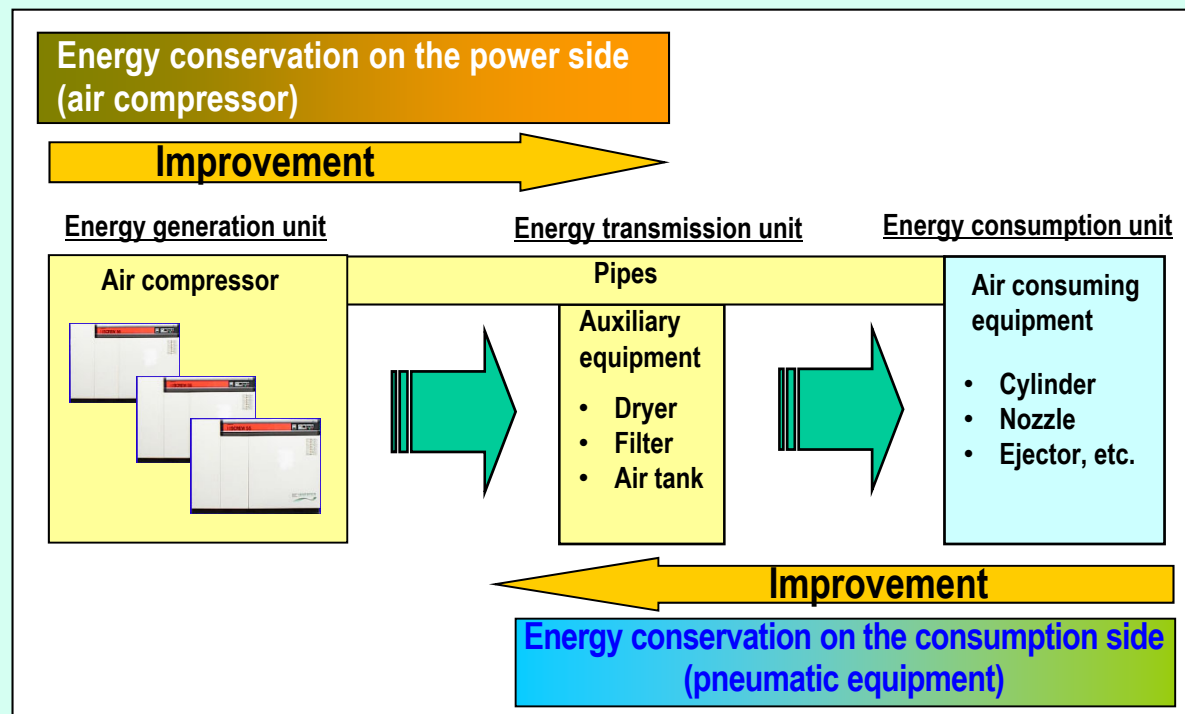 Energy conservation on the power side
(air compressor)
Improvement
Energy generation unit
Energy transmission unit
Energy consumption unit
Air compressor
Pipes
Auxiliary
equipment
• Dryer
• Filter
• Air tank
Air consuming
equipment
• Cylinder
• Nozzle
• Ejector, etc.
Improvement
Energy conservation on the consumption side
(pneumatic equipment)